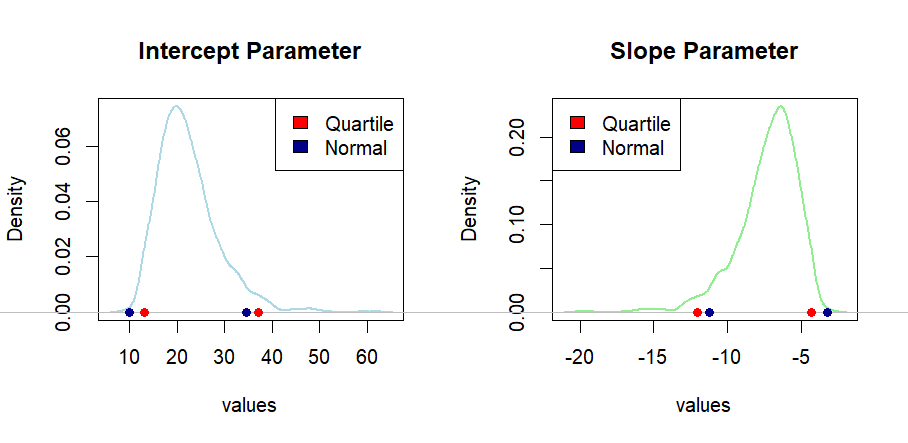 Intercept Parameter
Density
0.00 0.02 0.04 0.06
Quartile
Normal
10 20 30 40 50 60
values
Slope Parameter
Density
0.00 0.10 0.20
Quartile
Normal
-20 -15 -10 -5
values